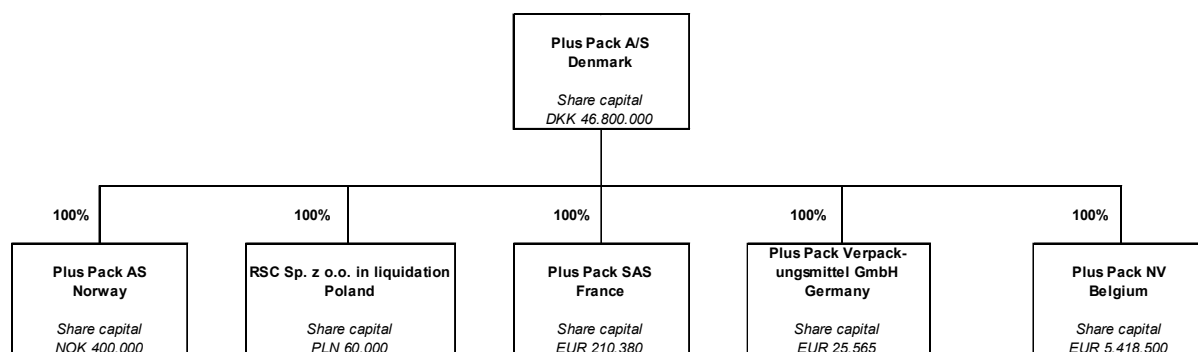 Plus Pack A/S
Denmark
Share capital
DKK 46.800.000
100%
100%
100%
100%
100%
Plus Pack AS
Norway
Share capital
NOK 400.000
RSC Sp. z o.o. in liquidation
Poland
Share capital
PLN 60.000
Plus Pack SAS
France
Share capital
EUR 210.380
Plus Pack Verpack-
ungsmittel GmbH
Germany
Share capital
EUR 25.565
Plus Pack NV
Belgium
Share capital
EUR 5.418.500